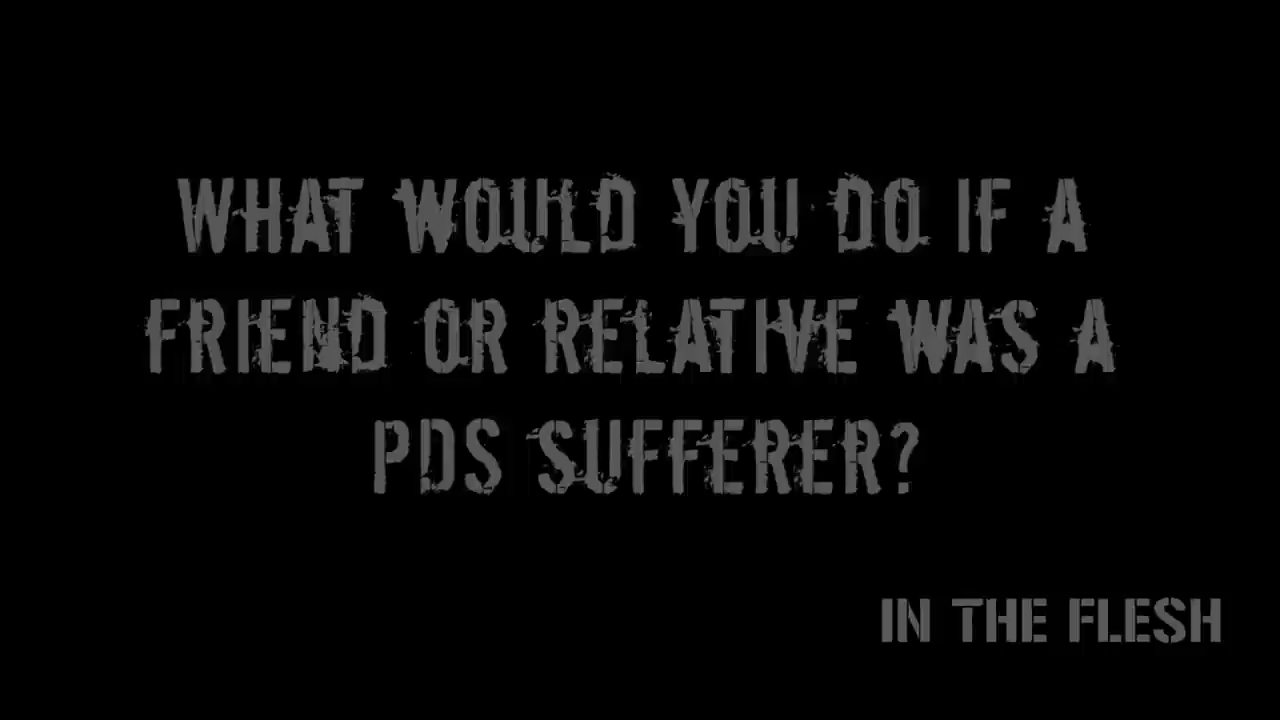 WHAT WOULD YOU DO IF A
FRIEND OR RELATIVE WAS A
PDS SUFFERER?
IN THE FLESH